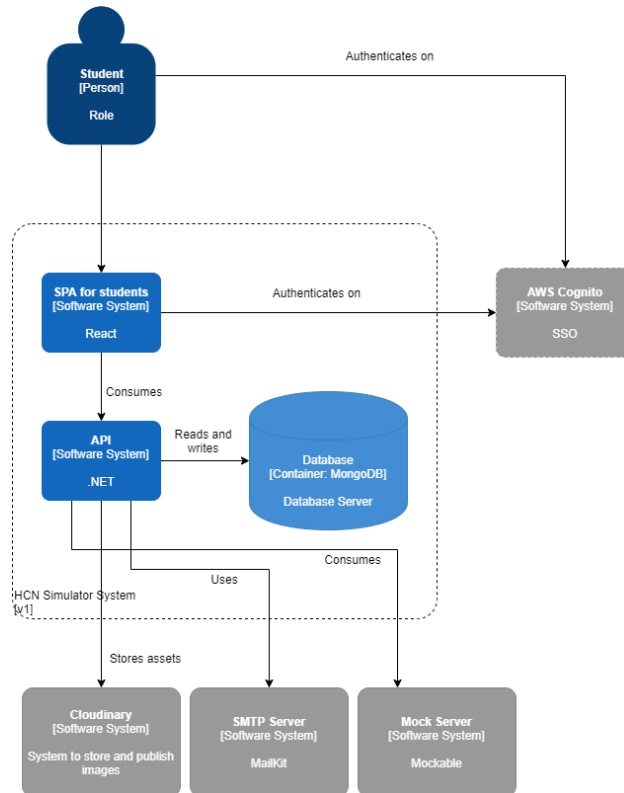 Student
[Person]
Role
Authenticates on
SPA for students
[Software System]
React
Authenticates on
AWS Cognito
[Software System]
SSO
Consumes
API
[Software System]
.NET
Reads and
writes
Database
[Container: MongoDB]
Database Server
Consumes
Uses
HCN Simulator System
[v1]
Stores assets
Cloudinary
[Software System]
System to store and publish
images
SMTP Server
[Software System]
MailKit
Mock Server
[Software System]
Mockable